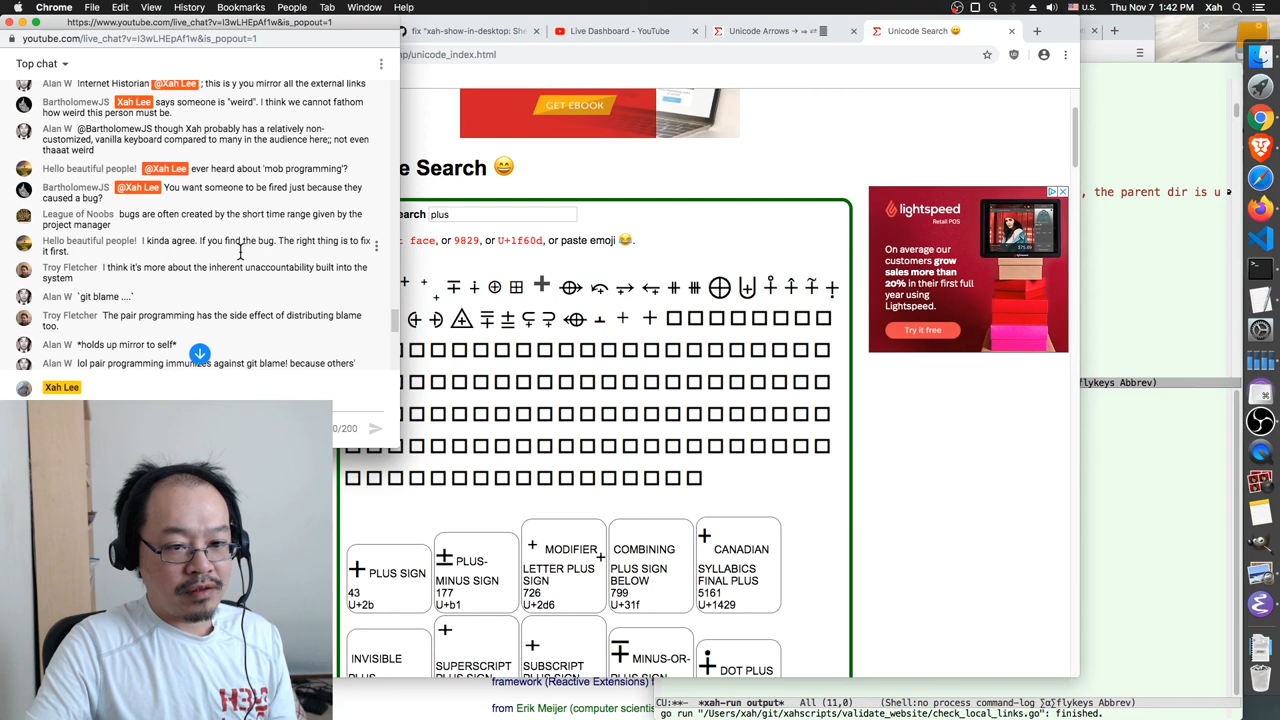 Chrome File Edit View History Bookmarks People Tab Window Help
U.S. Thu Nov 7 1:42 PM Xah
https://www.youtube.com/live_chat?v=I3wLHEpAf1w&is_popout=1
youtube.com/live_chat?v=I3wLHEpAf1w&is_popout=1
fix "xah-show-in-desktop: She
Live Dashboard - YouTube
Unicode Arrows → ⇒ ⇄
Unicode Search 😄
np/unicode_index.html
Top chat
Alan W Internet Historian @Xah Lee ; this is y you mirror all the external links
BartholomewJS Xah Lee says someone is "weird". I think we cannot fathom
how weird this person must be.
Alan W @BartholomewJS though Xah probably has a relatively non-
customized, vanilla keyboard compared to many in the audience here;; not even
thaaat weird
Hello beautiful people! @Xah Lee ever heard about 'mob programming'?
BartholomewJS @Xah Lee You want someone to be fired just because they
caused a bug?
League of Noobs bugs are often created by the short time range given by the
project manager
Hello beautiful people! I kinda agree. If you find the bug. The right thing is to fix
it first.
Troy Fletcher I think it's more about the inherent unaccountability built into the
system
Alan W `git blame ....`
Troy Fletcher The pair programming has the side effect of distributing blame
too.
Alan W *holds up mirror to self*
Alan W lol pair programming immunizes against git blame! because others'
Xah Lee
0/200
GET EBOOK
e Search 😄
earch plus
t face, or 9829, or U+1f60d, or paste emoji 😂.
+ PLUS SIGN
43
U+2b
± PLUS-
MINUS SIGN
177
U+b1
˖ MODIFIER
LETTER PLUS
SIGN
726
U+2d6
COMBINING
PLUS SIGN
BELOW
799
U+31f
ᐩ CANADIAN
SYLLABICS
FINAL PLUS
5161
U+1429
INVISIBLE
PLUS
⁺
SUPERSCRIPT
₊
SUBSCRIPT
∓ MINUS-OR-
∔ DOT PLUS
lightspeed
Retail POS
On average our
customers grow
sales more than
20% in their first full
year using
Lightspeed.
Try it free
, the parent dir is u
flykeys Abbrev)
framework (Reactive Extensions) f
from Erik Meijer (computer scientis
CU:**- *xah-run output* All (11,0) (Shell:no process command-log ∑α∑flykeys Abbrev)
go run "/Users/xah/git/xahscripts/validate_website/check_local_links.go": finished.